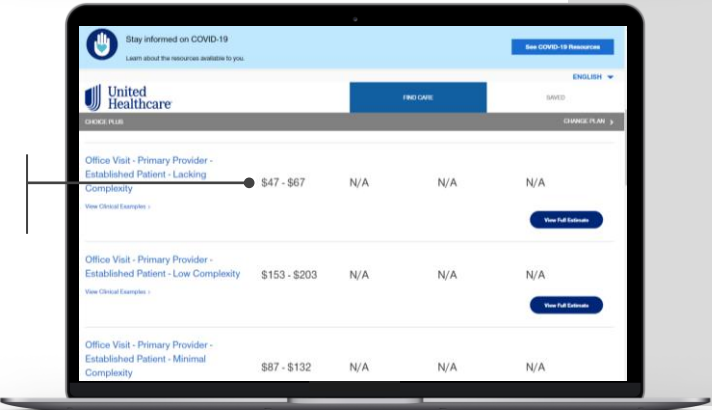 Stay informed on COVID-19
Learn about the resources available to you.
See COVID-19 Resources
ENGLISH
United
Healthcare
FIND CARE
SAVED
CHOICE PLUS
CHANGE PLAN >
Office Visit - Primary Provider -
Established Patient - Lacking
Complexity
$47 - $67 N/A N/A N/A
View Clinical Examples >
View Full Estimate
Office Visit - Primary Provider -
Established Patient - Low Complexity
$153 - $203 N/A N/A N/A
View Clinical Examples >
View Full Estimate
Office Visit - Primary Provider -
Established Patient - Minimal
Complexity
$87 - $132 N/A N/A N/A